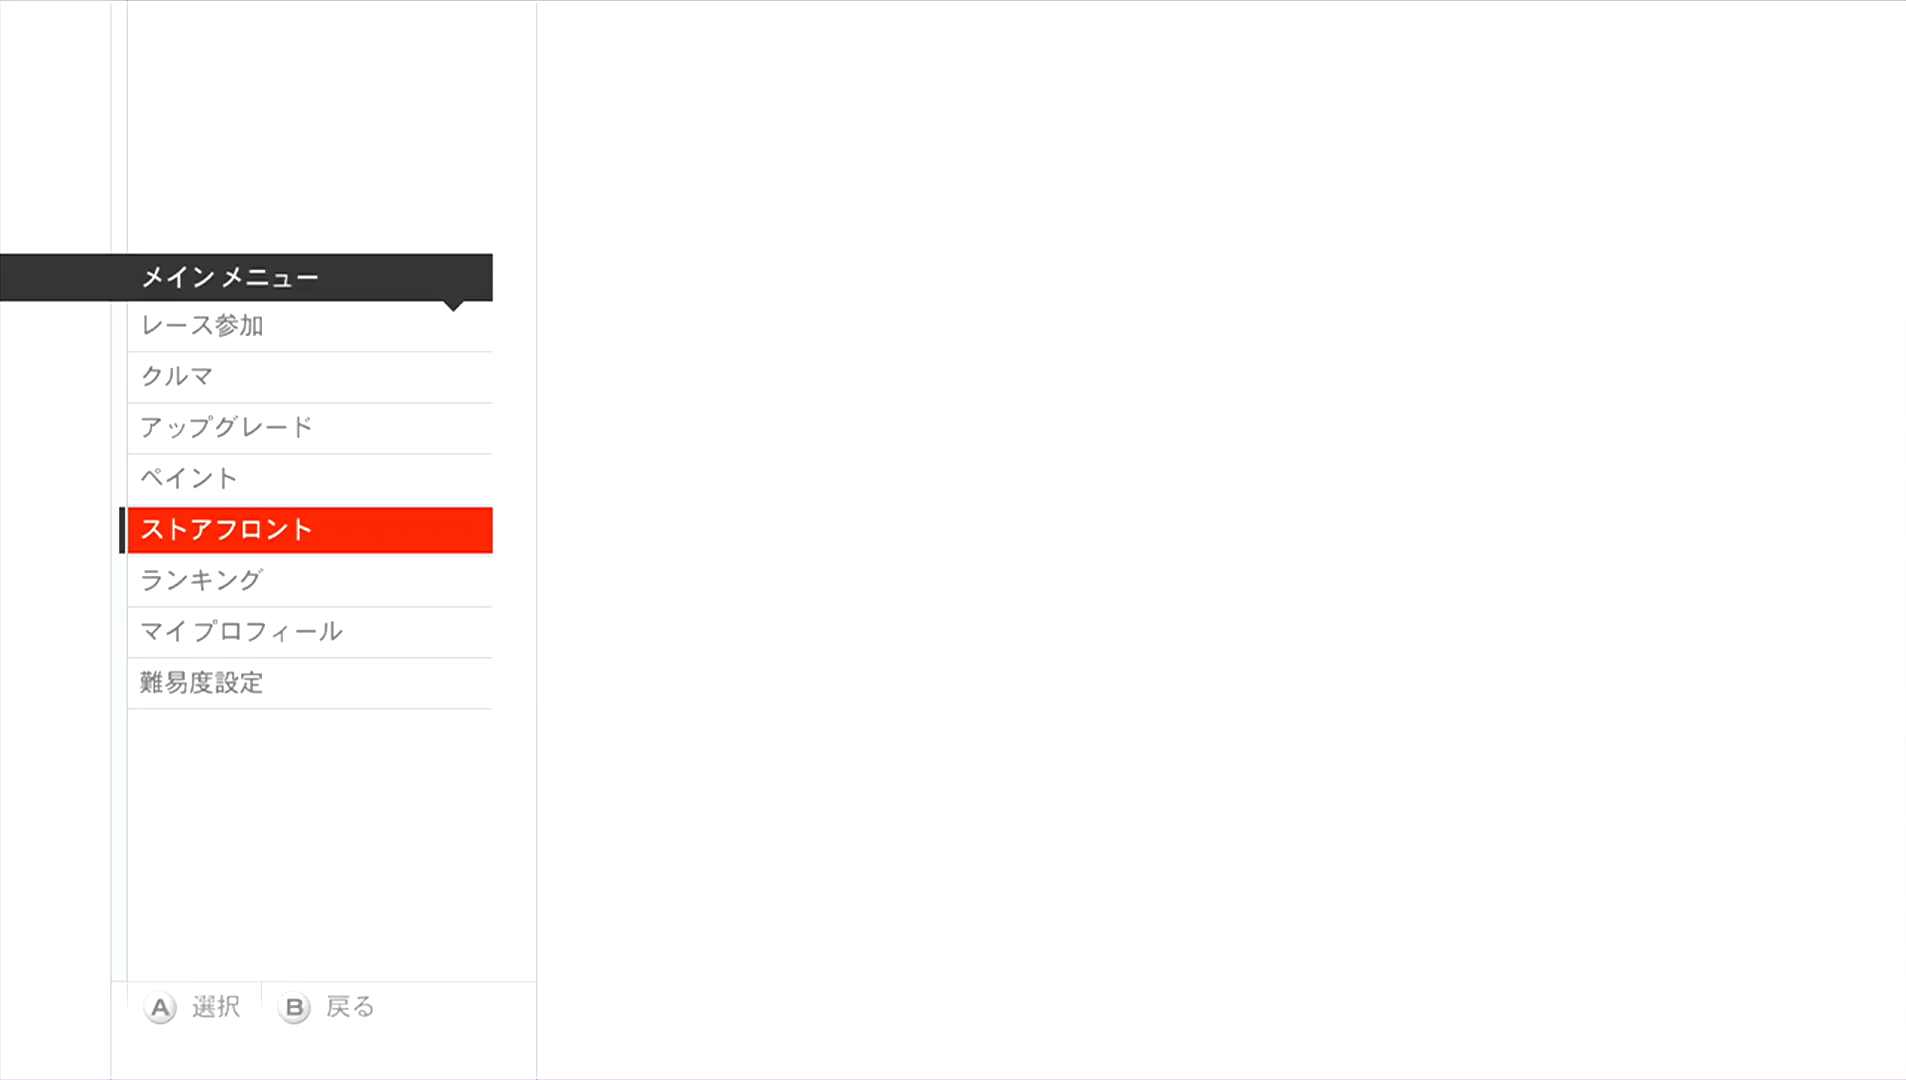 メイン メニュー
レース参加
クルマ
アップグレード
ペイント
ストアフロント
ランキング
マイ プロフィール
難易度設定
A 選択 B 戻る